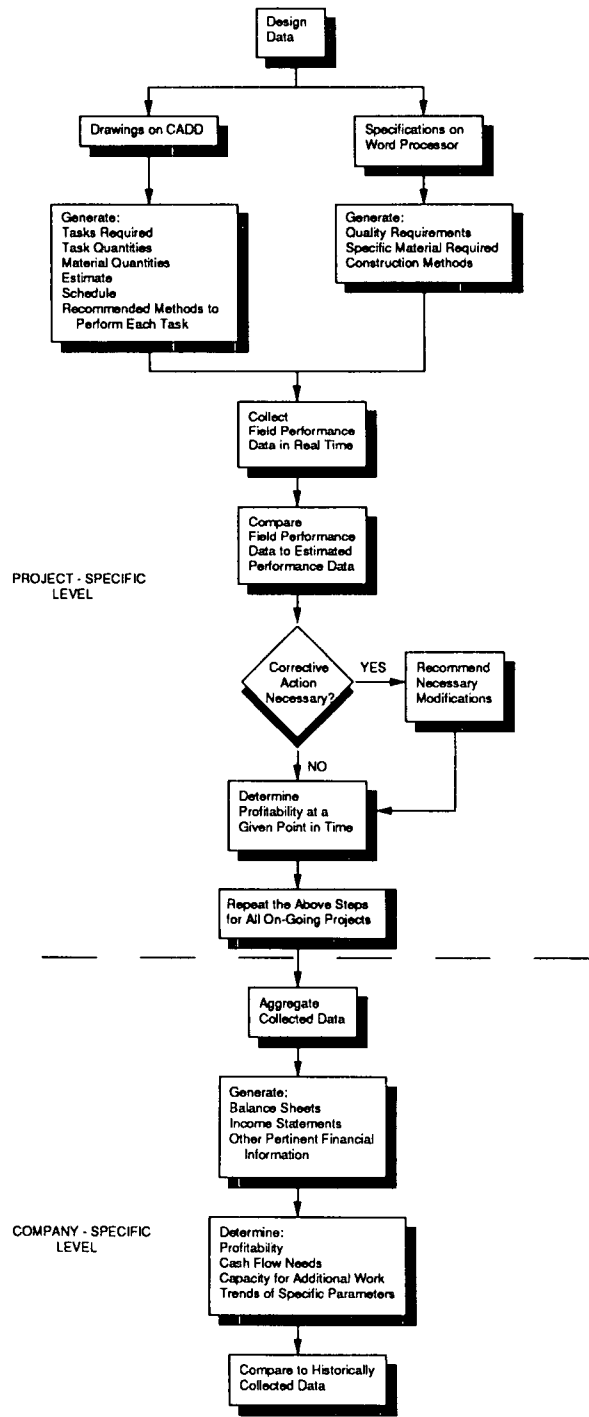 Design
Data
Drawings on CADD
Specifications on
Word Processor
Generate:
Tasks Required
Task Quantities
Material Quantities
Estimate
Schedule
Recommended Methods to
Perform Each Task
Generate:
Quality Requirements
Specific Material Required
Construction Methods
Collect
Field Performance
Data in Real Time
Compare
Field Performance
Data to Estimated
Performance Data
PROJECT - SPECIFIC
LEVEL
Corrective
Action
Necessary?
YES
Recommend
Necessary
Modifications
NO
Determine
Profitability at a
Given Point in Time
Repeat the Above Steps
for All On-Going Projects
Aggregate
Collected Data
Generate:
Balance Sheets
Income Statements
Other Pertinent Financial
Information
COMPANY - SPECIFIC
LEVEL
Determine:
Profitability
Cash Flow Needs
Capacity for Additional Work
Trends of Specific Parameters
Compare to Historically
Collected Data